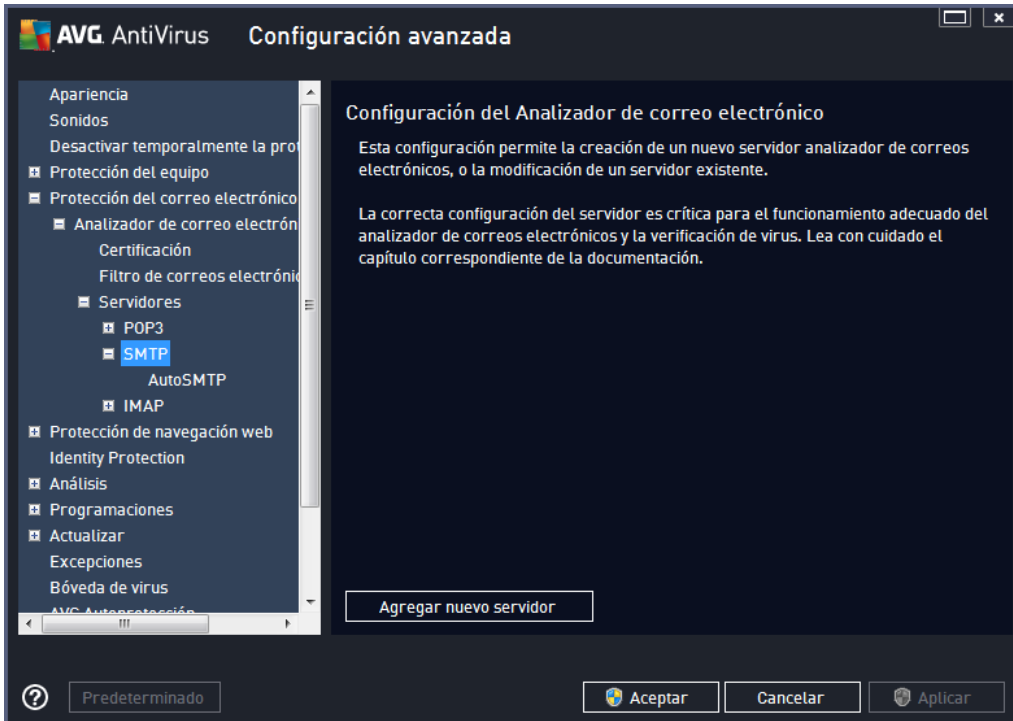 AVG. AntiVirus Configuración avanzada
Apariencia
Sonidos
Desactivar temporalmente la prot
Protección del equipo
Protección del correo electrónico
Analizador de correo electrón
Certificación
Filtro de correos electrónic
Servidores
POP3
SMTP
AutoSMTP
IMAP
Protección de navegación web
Identity Protection
Análisis
Programaciones
Actualizar
Excepciones
Bóveda de virus
AVG Autoprotección
Configuración del Analizador de correo electrónico
Esta configuración permite la creación de un nuevo servidor analizador de correos
electrónicos, o la modificación de un servidor existente.
La correcta configuración del servidor es crítica para el funcionamiento adecuado del
analizador de correos electrónicos y la verificación de virus. Lea con cuidado el
capítulo correspondiente de la documentación.
Agregar nuevo servidor
Predeterminado
Aceptar
Cancelar
Aplicar